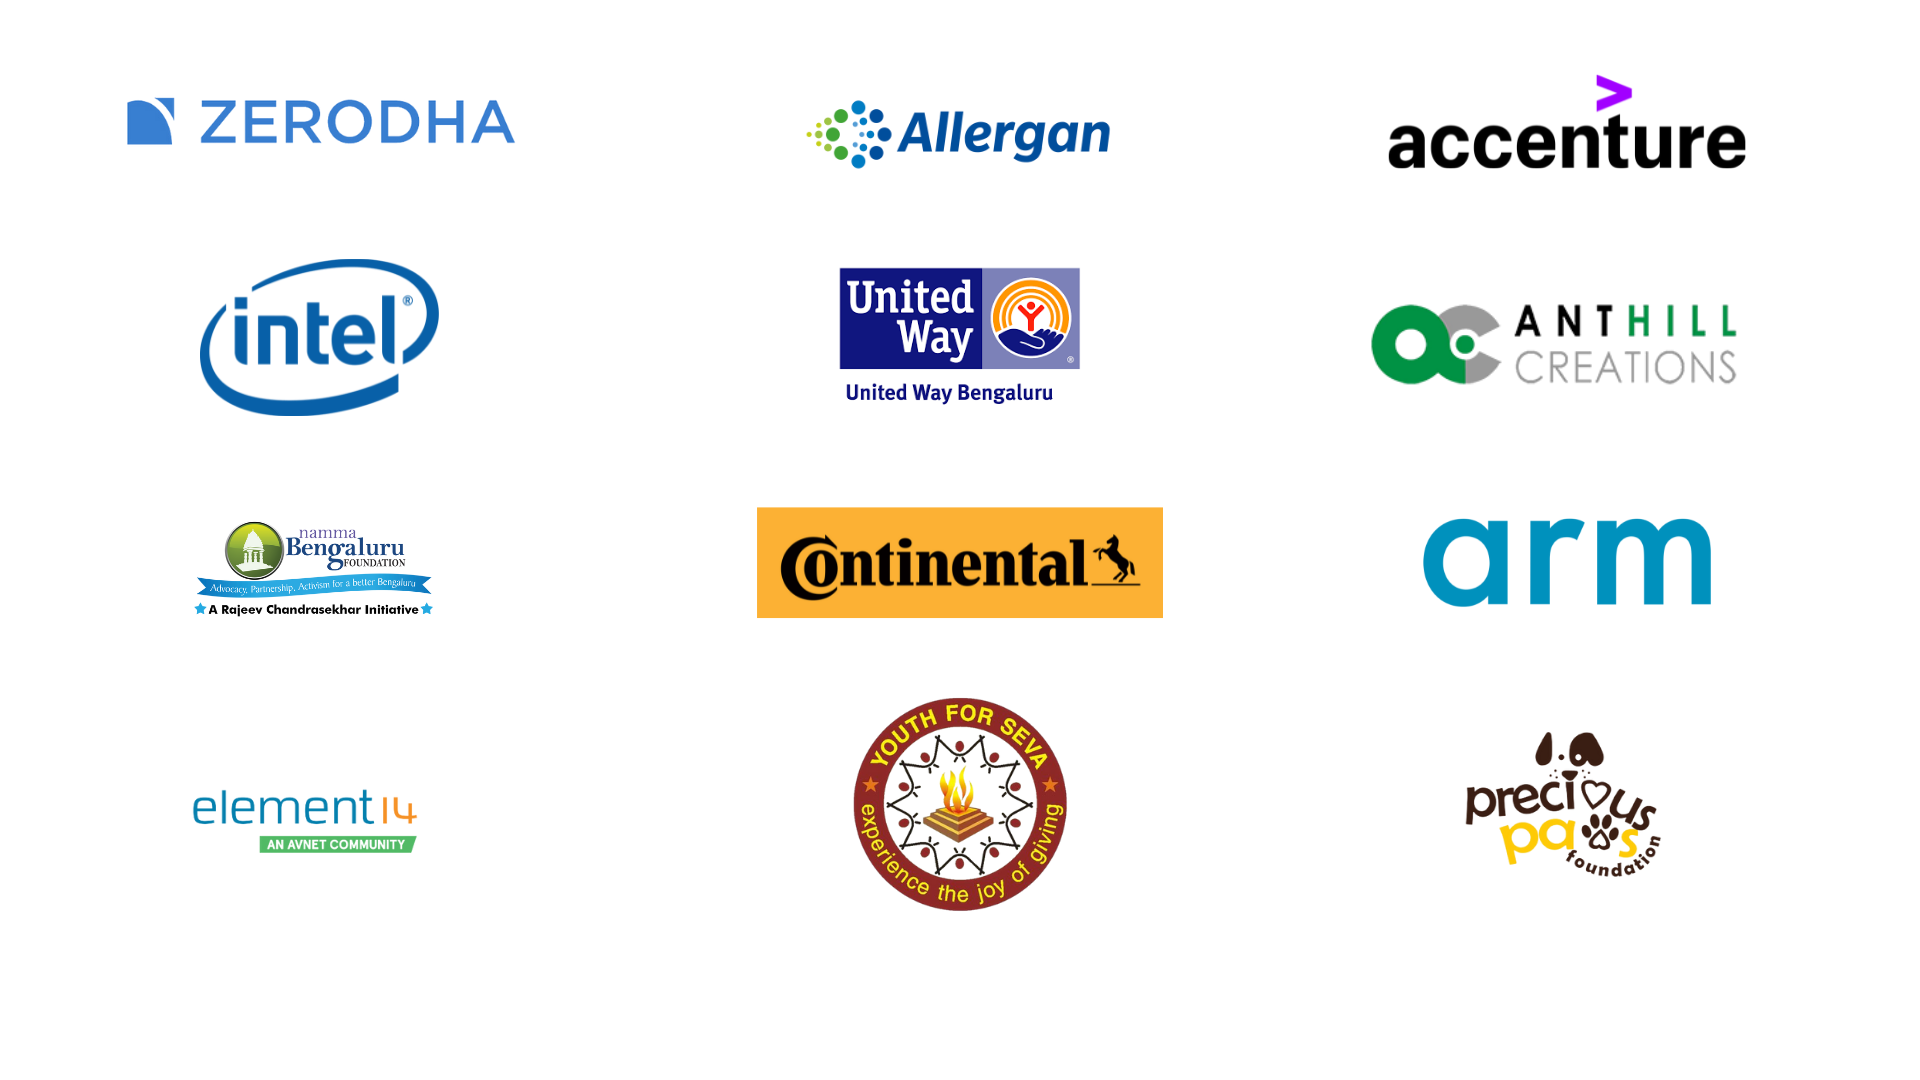 ZERODHA
Allergan
accenture
intel®
United
Way
®
United Way Bengaluru
ANTHILL
CREATIONS
namma
Bengaluru
FOUNDATION
Advocacy, Partnership, Activism for a better Bengaluru
A Rajeev Chandrasekhar Initiative
Continental
arm
element14
AN AVNET COMMUNITY
YOUTH FOR SEVA
experience the joy of giving
precious
paws
foundation